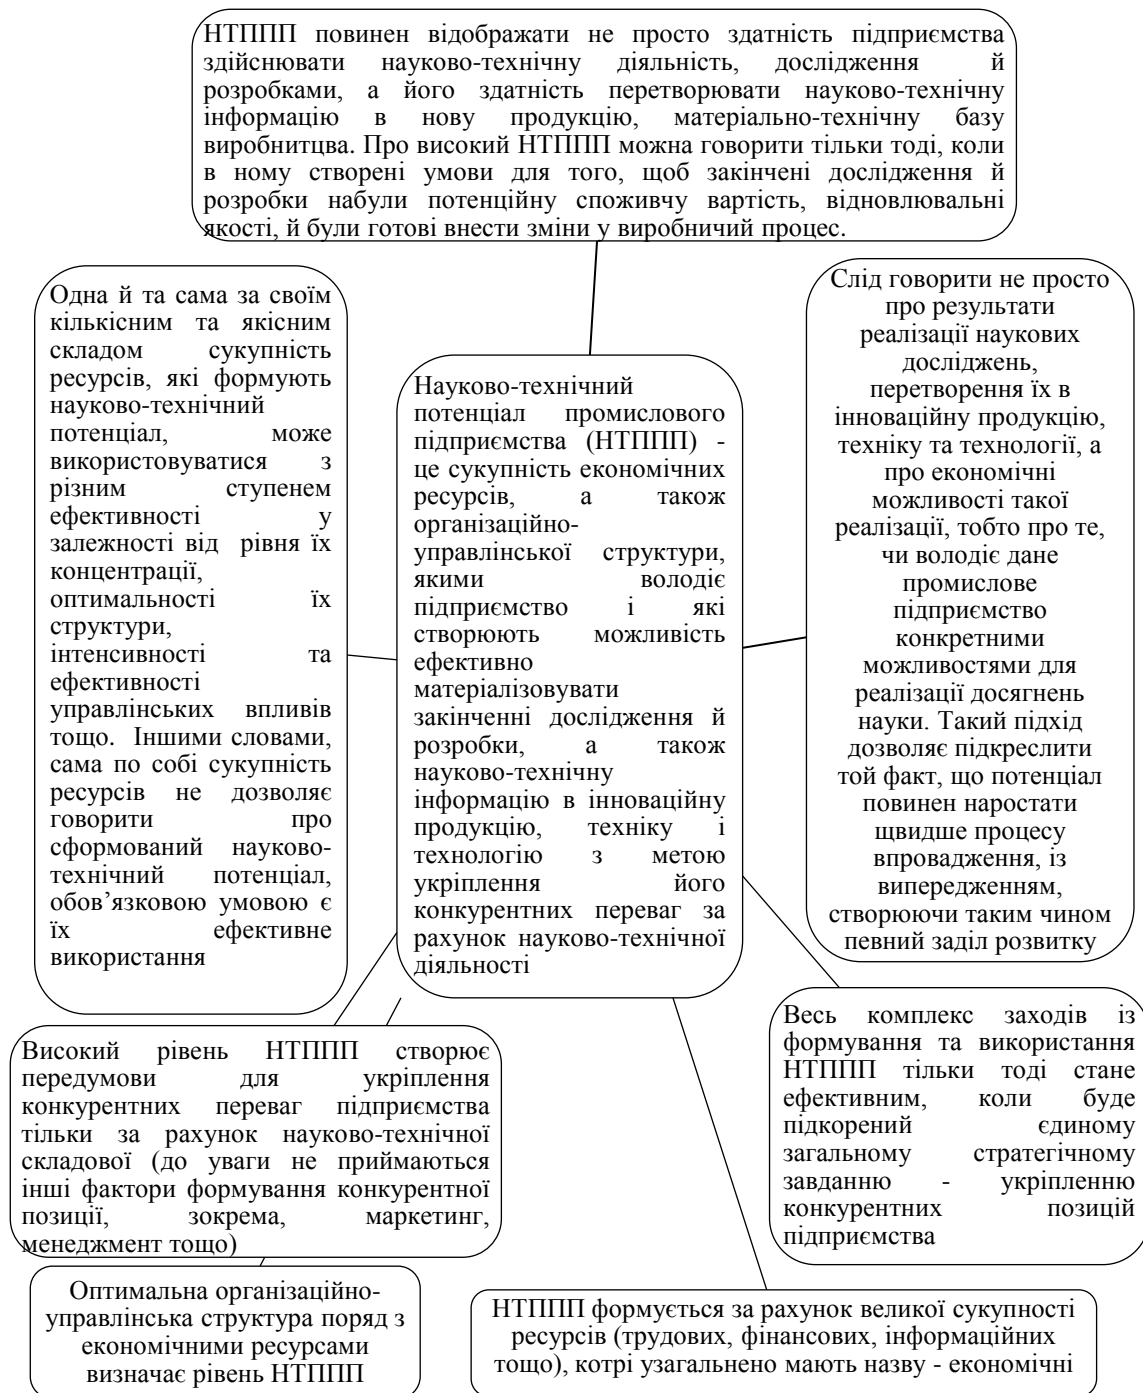 НТППП повинен відображати не просто здатність підприємства
здійснювати науково-технічну діяльність, дослідження й
розробками, а його здатність перетворювати науково-технічну
інформацію в нову продукцію, матеріально-технічну базу
виробнитцва. Про високий НТППП можна говорити тільки тоді, коли
в ному створені умови для того, щоб закінчені дослідження й
розробки набули потенційну споживчу вартість, відновлювальні
якості, й були готові внести зміни у виробничий процес.
Одна й та сама за своїм
кількісним та якісним
складом сукупність
ресурсів, які формують
науково-технічний
потенціал, може
використовуватися з
різним ступенем
ефективності у
залежності від рівня їх
концентрації,
оптимальності їх
структури,
інтенсивності та
ефективності
управлінських впливів
тощо. Іншими словами,
сама по собі сукупність
ресурсів не дозволяє
говорити про
сформований науково-
технічний потенціал,
обов’язковою умовою є
їх ефективне
використання
Науково-технічний
потенціал промислового
підприємства (НТППП) -
це сукупність економічних
ресурсів, а також
організаційно-
управлінської структури,
якими володіє
підприємство і які
створюють можливість
ефективно
матеріалізовувати
закінченні дослідження й
розробки, а також
науково-технічну
інформацію в інноваційну
продукцію, техніку і
технологію з метою
укріплення його
конкурентних переваг за
рахунок науково-технічної
діяльності
Слід говорити не просто
про результати
реалізації наукових
досліджень,
перетворення їх в
інноваційну продукцію,
техніку та технології, а
про економічні
можливості такої
реалізації, тобто про те,
чи володіє дане
промислове
підприємство
конкретними
можливостями для
реалізації досягнень
науки. Такий підхід
дозволяє підкреслити
той факт, що потенціал
повинен наростати
щвидше процесу
впровадження, із
випередженням,
створюючи таким чином
певний заділ розвитку
Високий рівень НТППП створює
передумови для укріплення
конкурентних переваг підприємства
тільки за рахунок науково-технічної
складової (до уваги не приймаються
інші фактори формування конкурентної
позиції, зокрема, маркетинг,
менеджмент тощо)
Весь комплекс заходів із
формування та використання
НТППП тільки тоді стане
ефективним, коли буде
підкорений єдиному
загальному стратегічному
завданню - укріпленню
конкурентних позицій
підприємства
Оптимальна організаційно-
управлінська структура поряд з
економічними ресурсами
визначає рівень НТППП
НТППП формується за рахунок великої сукупності
ресурсів (трудових, фінансових, інформаційних
тощо), котрі узагальнено мають назву - економічні